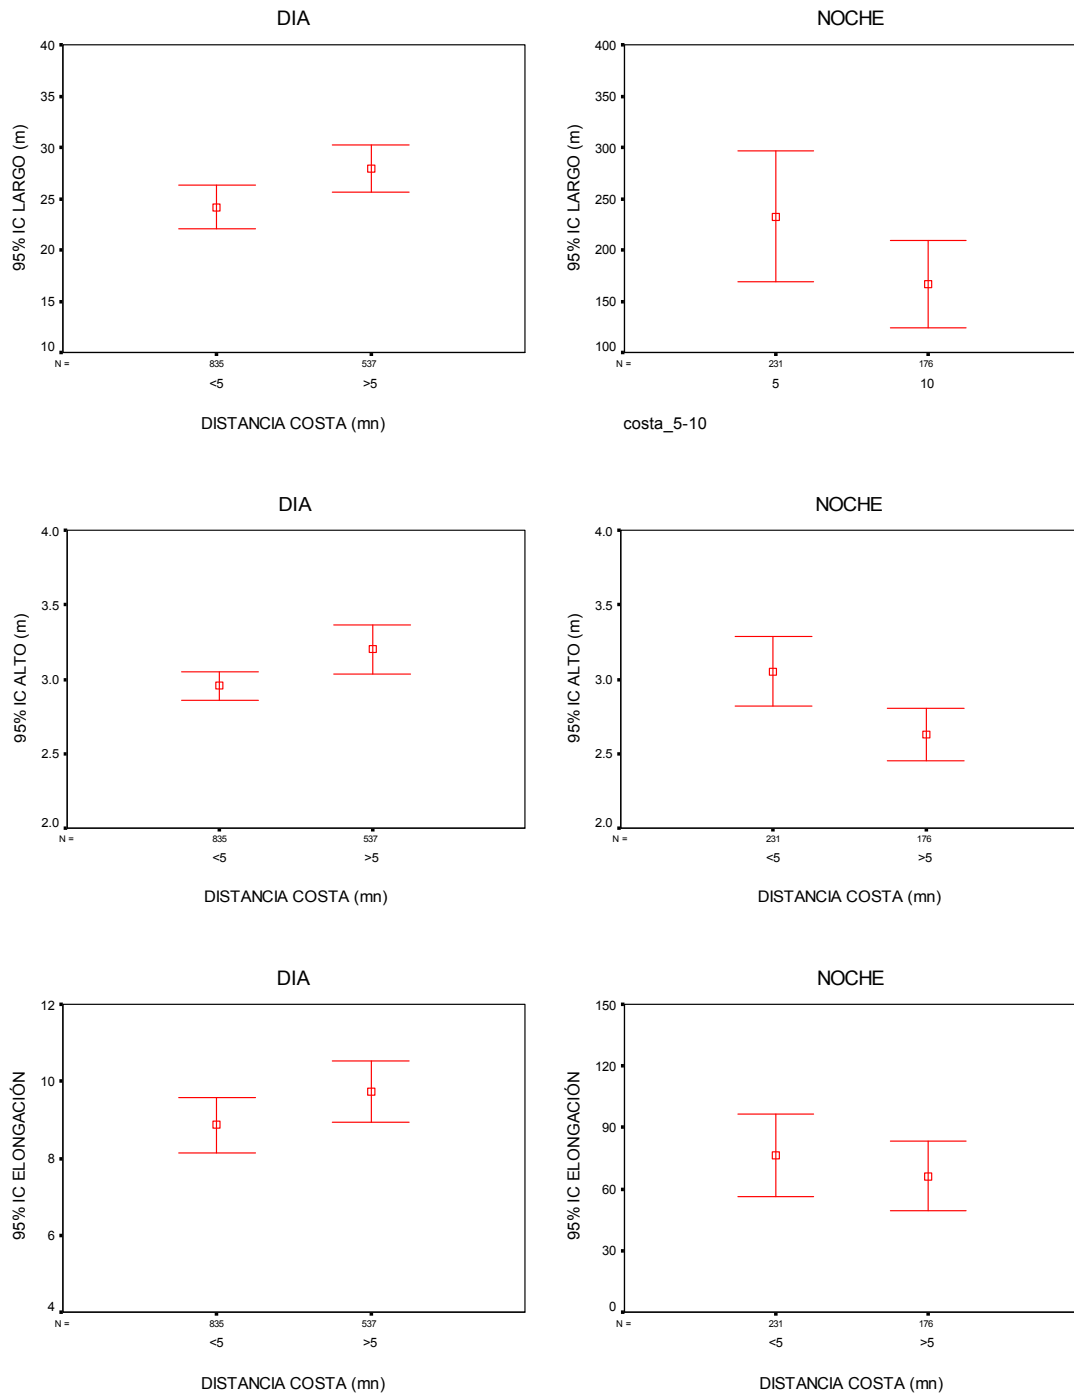 DIA
95% IC LARGO (m)
40
35
30
25
20
15
10
N = 835 537
<5 >5
DISTANCIA COSTA (mn)
NOCHE
95% IC LARGO (m)
400
350
300
250
200
150
100
N = 231 176
5 10
costa_5-10
DIA
95% IC ALTO (m)
4.0
3.5
3.0
2.5
2.0
N = 835 537
<5 >5
DISTANCIA COSTA (mn)
NOCHE
95% IC ALTO (m)
4.0
3.5
3.0
2.5
2.0
N = 231 176
<5 >5
DISTANCIA COSTA (mn)
DIA
95% IC ELONGACIÓN
12
10
8
6
4
N = 835 537
<5 >5
DISTANCIA COSTA (mn)
NOCHE
95% IC ELONGACIÓN
150
120
90
60
30
0
N = 231 176
<5 >5
DISTANCIA COSTA (mn)